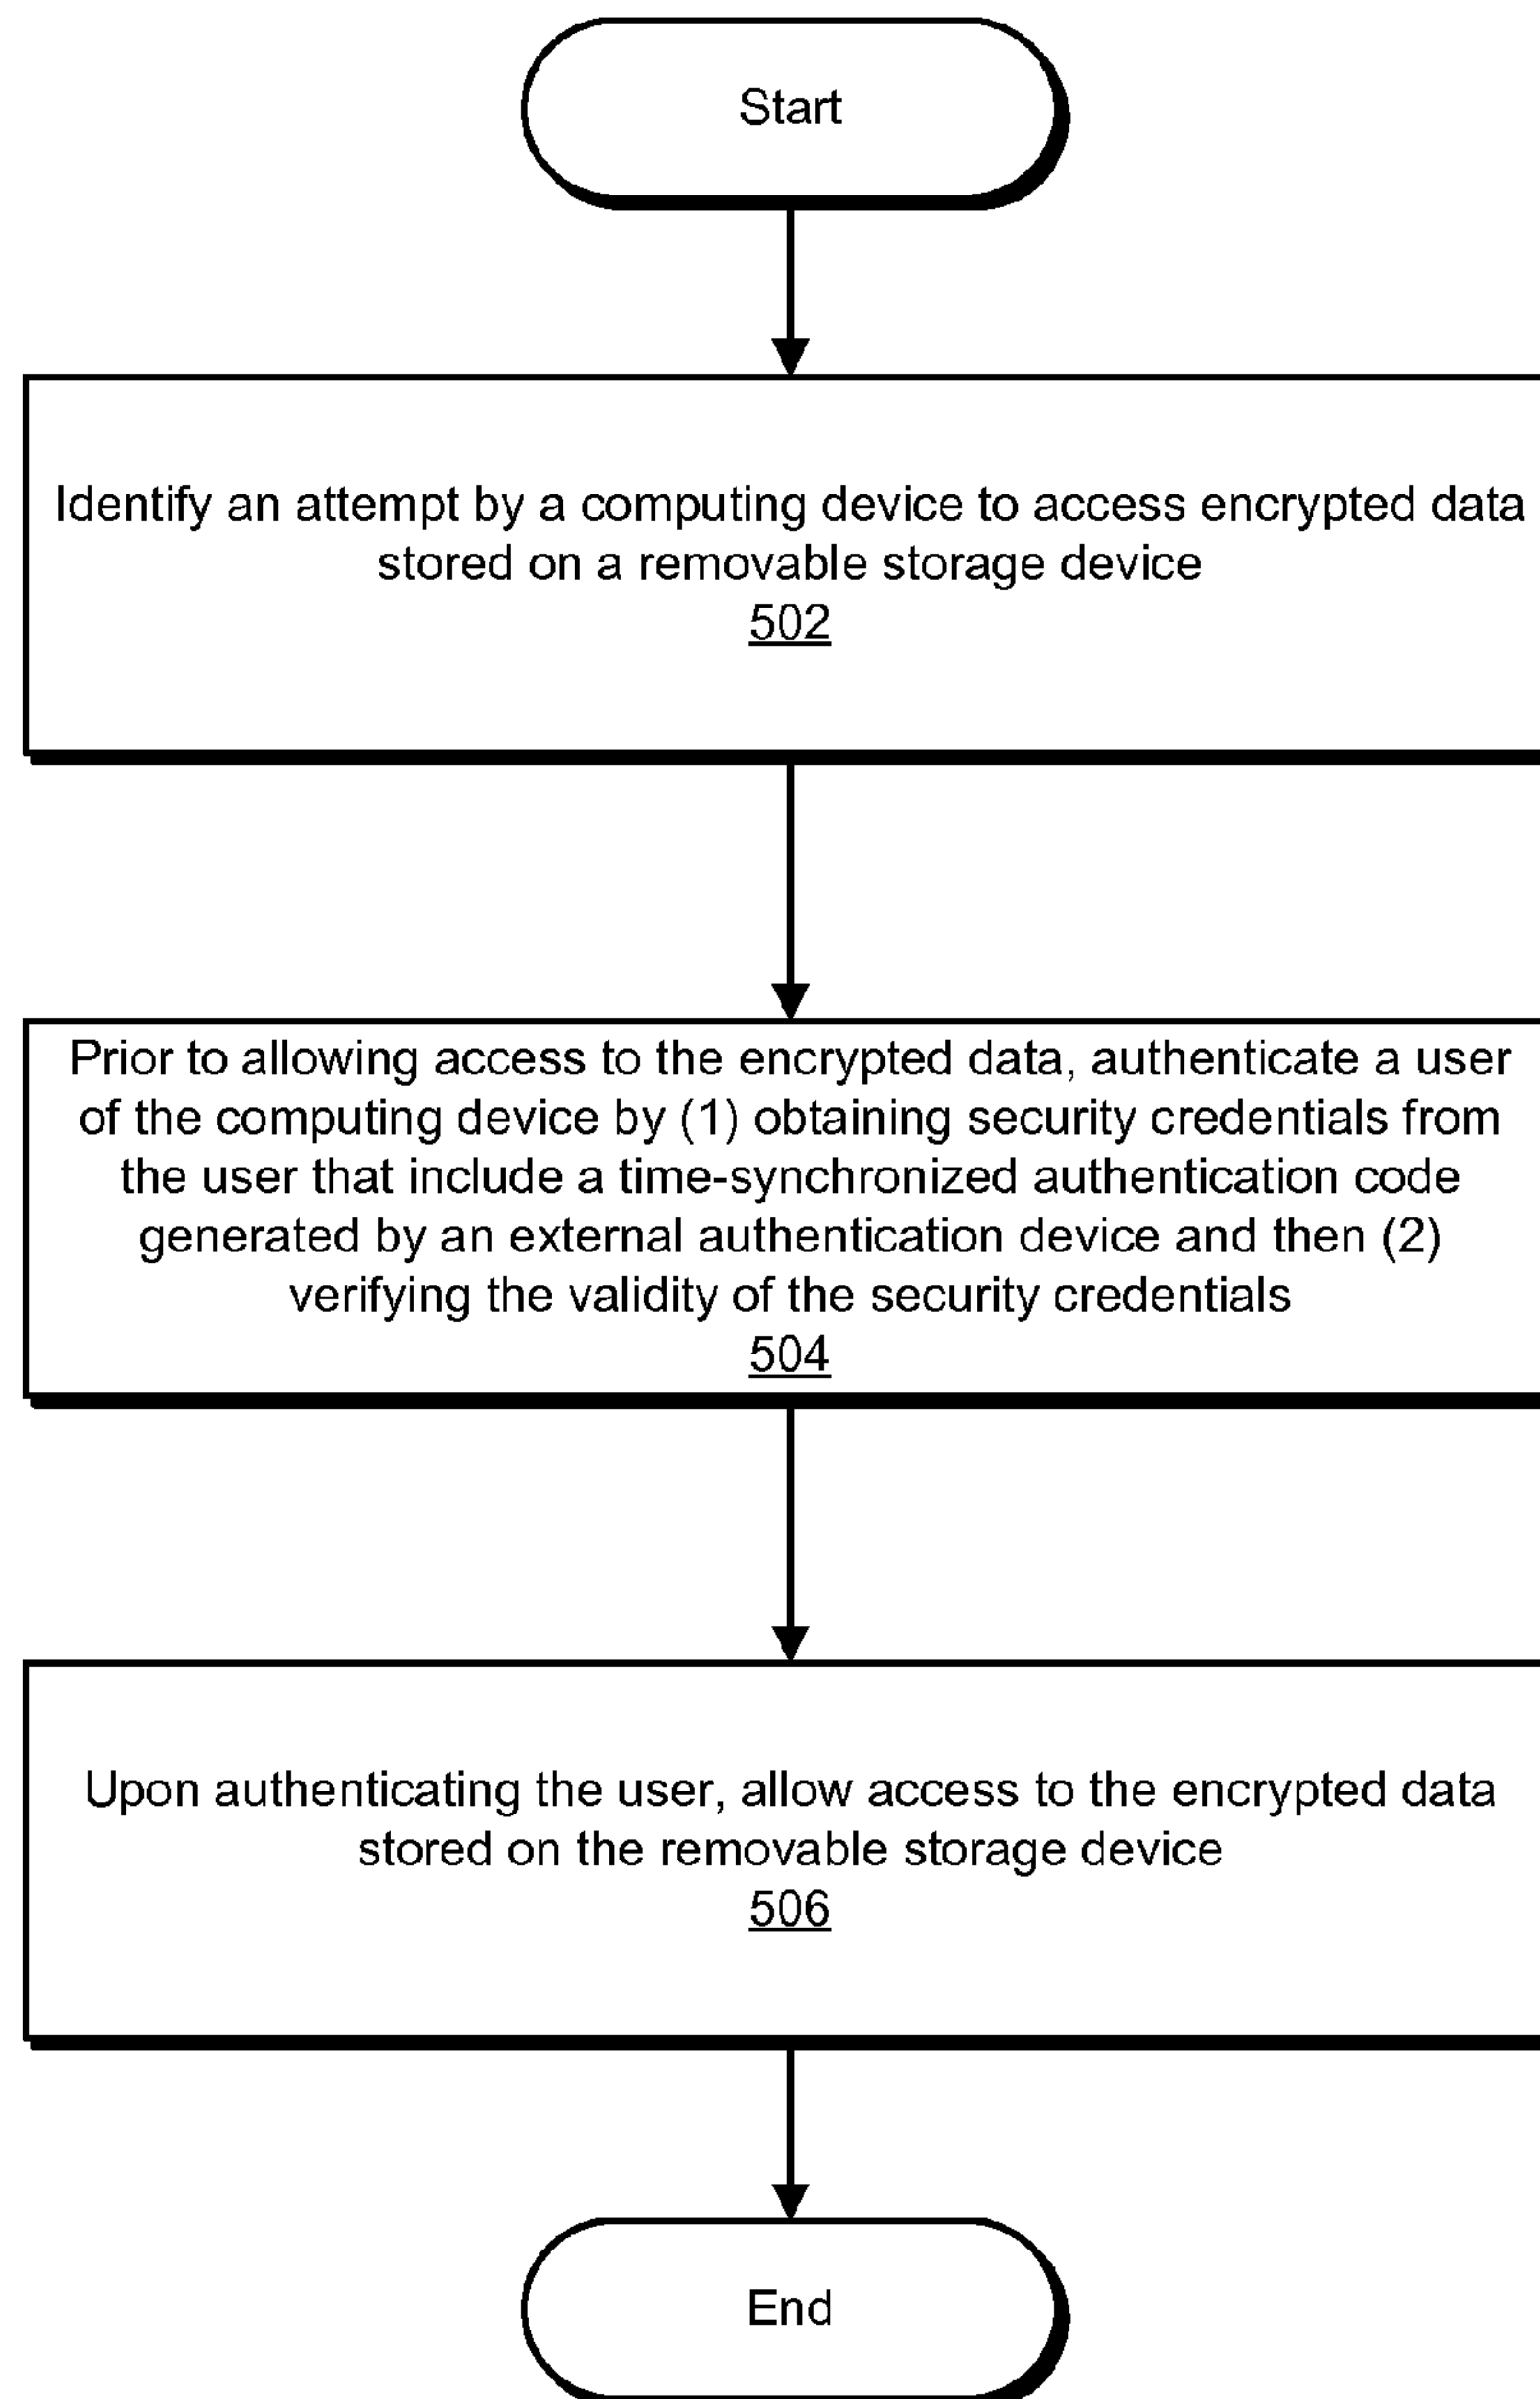 Start
Identify an attempt by a computing device to access encrypted data
stored on a removable storage device
502
Prior to allowing access to the encrypted data, authenticate a user
of the computing device by (1) obtaining security credentials from
the user that include a time-synchronized authentication code
generated by an external authentication device and then (2)
verifying the validity of the security credentials
504
Upon authenticating the user, allow access to the encrypted data
stored on the removable storage device
506
End